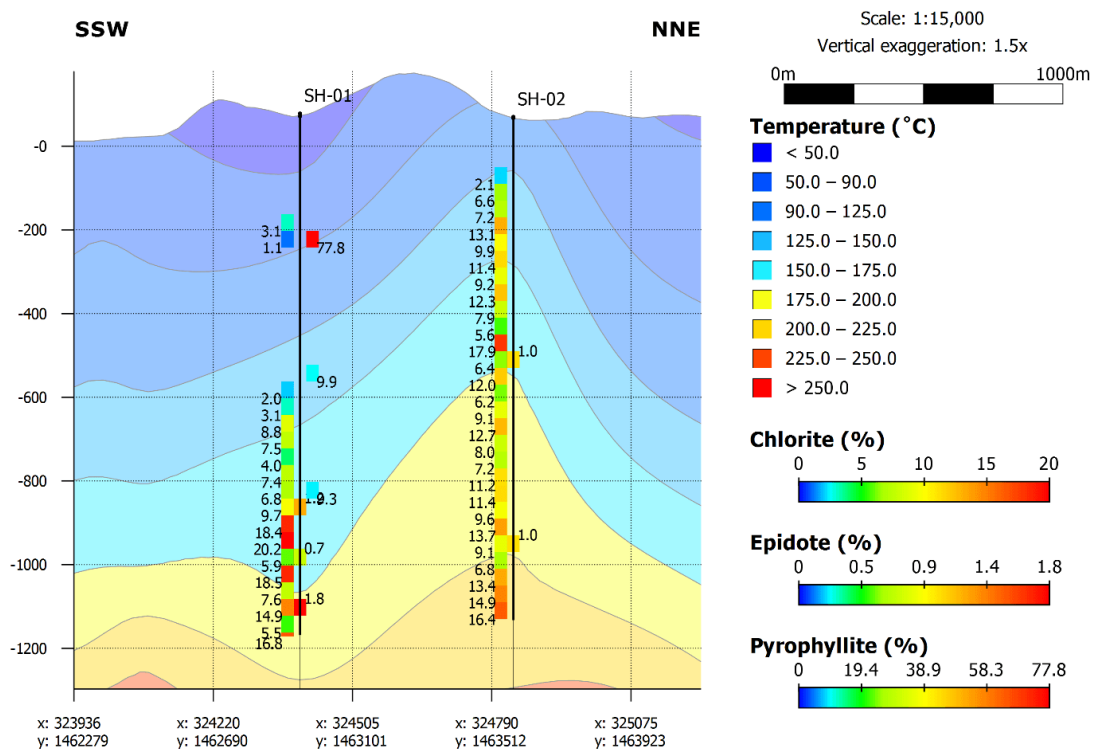 SSW
NNE
SH-01
SH-02
-0
-200
-400
-600
-800
-1000
-1200
3.1
1.1
77.8
9.9
2.0
3.1
8.8
7.5
4.0
7.4
6.8
9.7
18.4
20.2
5.9
18.5
7.6
14.9
5.5
16.8
2.3
0.7
1.8
2.1
6.6
7.2
13.1
9.9
11.4
9.2
12.3
7.9
5.6
17.9
6.4
12.0
6.2
9.1
12.7
8.0
7.2
11.2
11.4
9.6
13.7
9.1
6.8
13.4
14.9
16.4
1.0
1.0
x: 323936
y: 1462279
x: 324220
y: 1462690
x: 324505
y: 1463101
x: 324790
y: 1463512
x: 325075
y: 1463923
Scale: 1:15,000
Vertical exaggeration: 1.5x
0m 1000m
Temperature (˚C)
< 50.0
50.0 – 90.0
90.0 – 125.0
125.0 – 150.0
150.0 – 175.0
175.0 – 200.0
200.0 – 225.0
225.0 – 250.0
> 250.0
Chlorite (%)
0 5 10 15 20
Epidote (%)
0 0.5 0.9 1.4 1.8
Pyrophyllite (%)
0 19.4 38.9 58.3 77.8